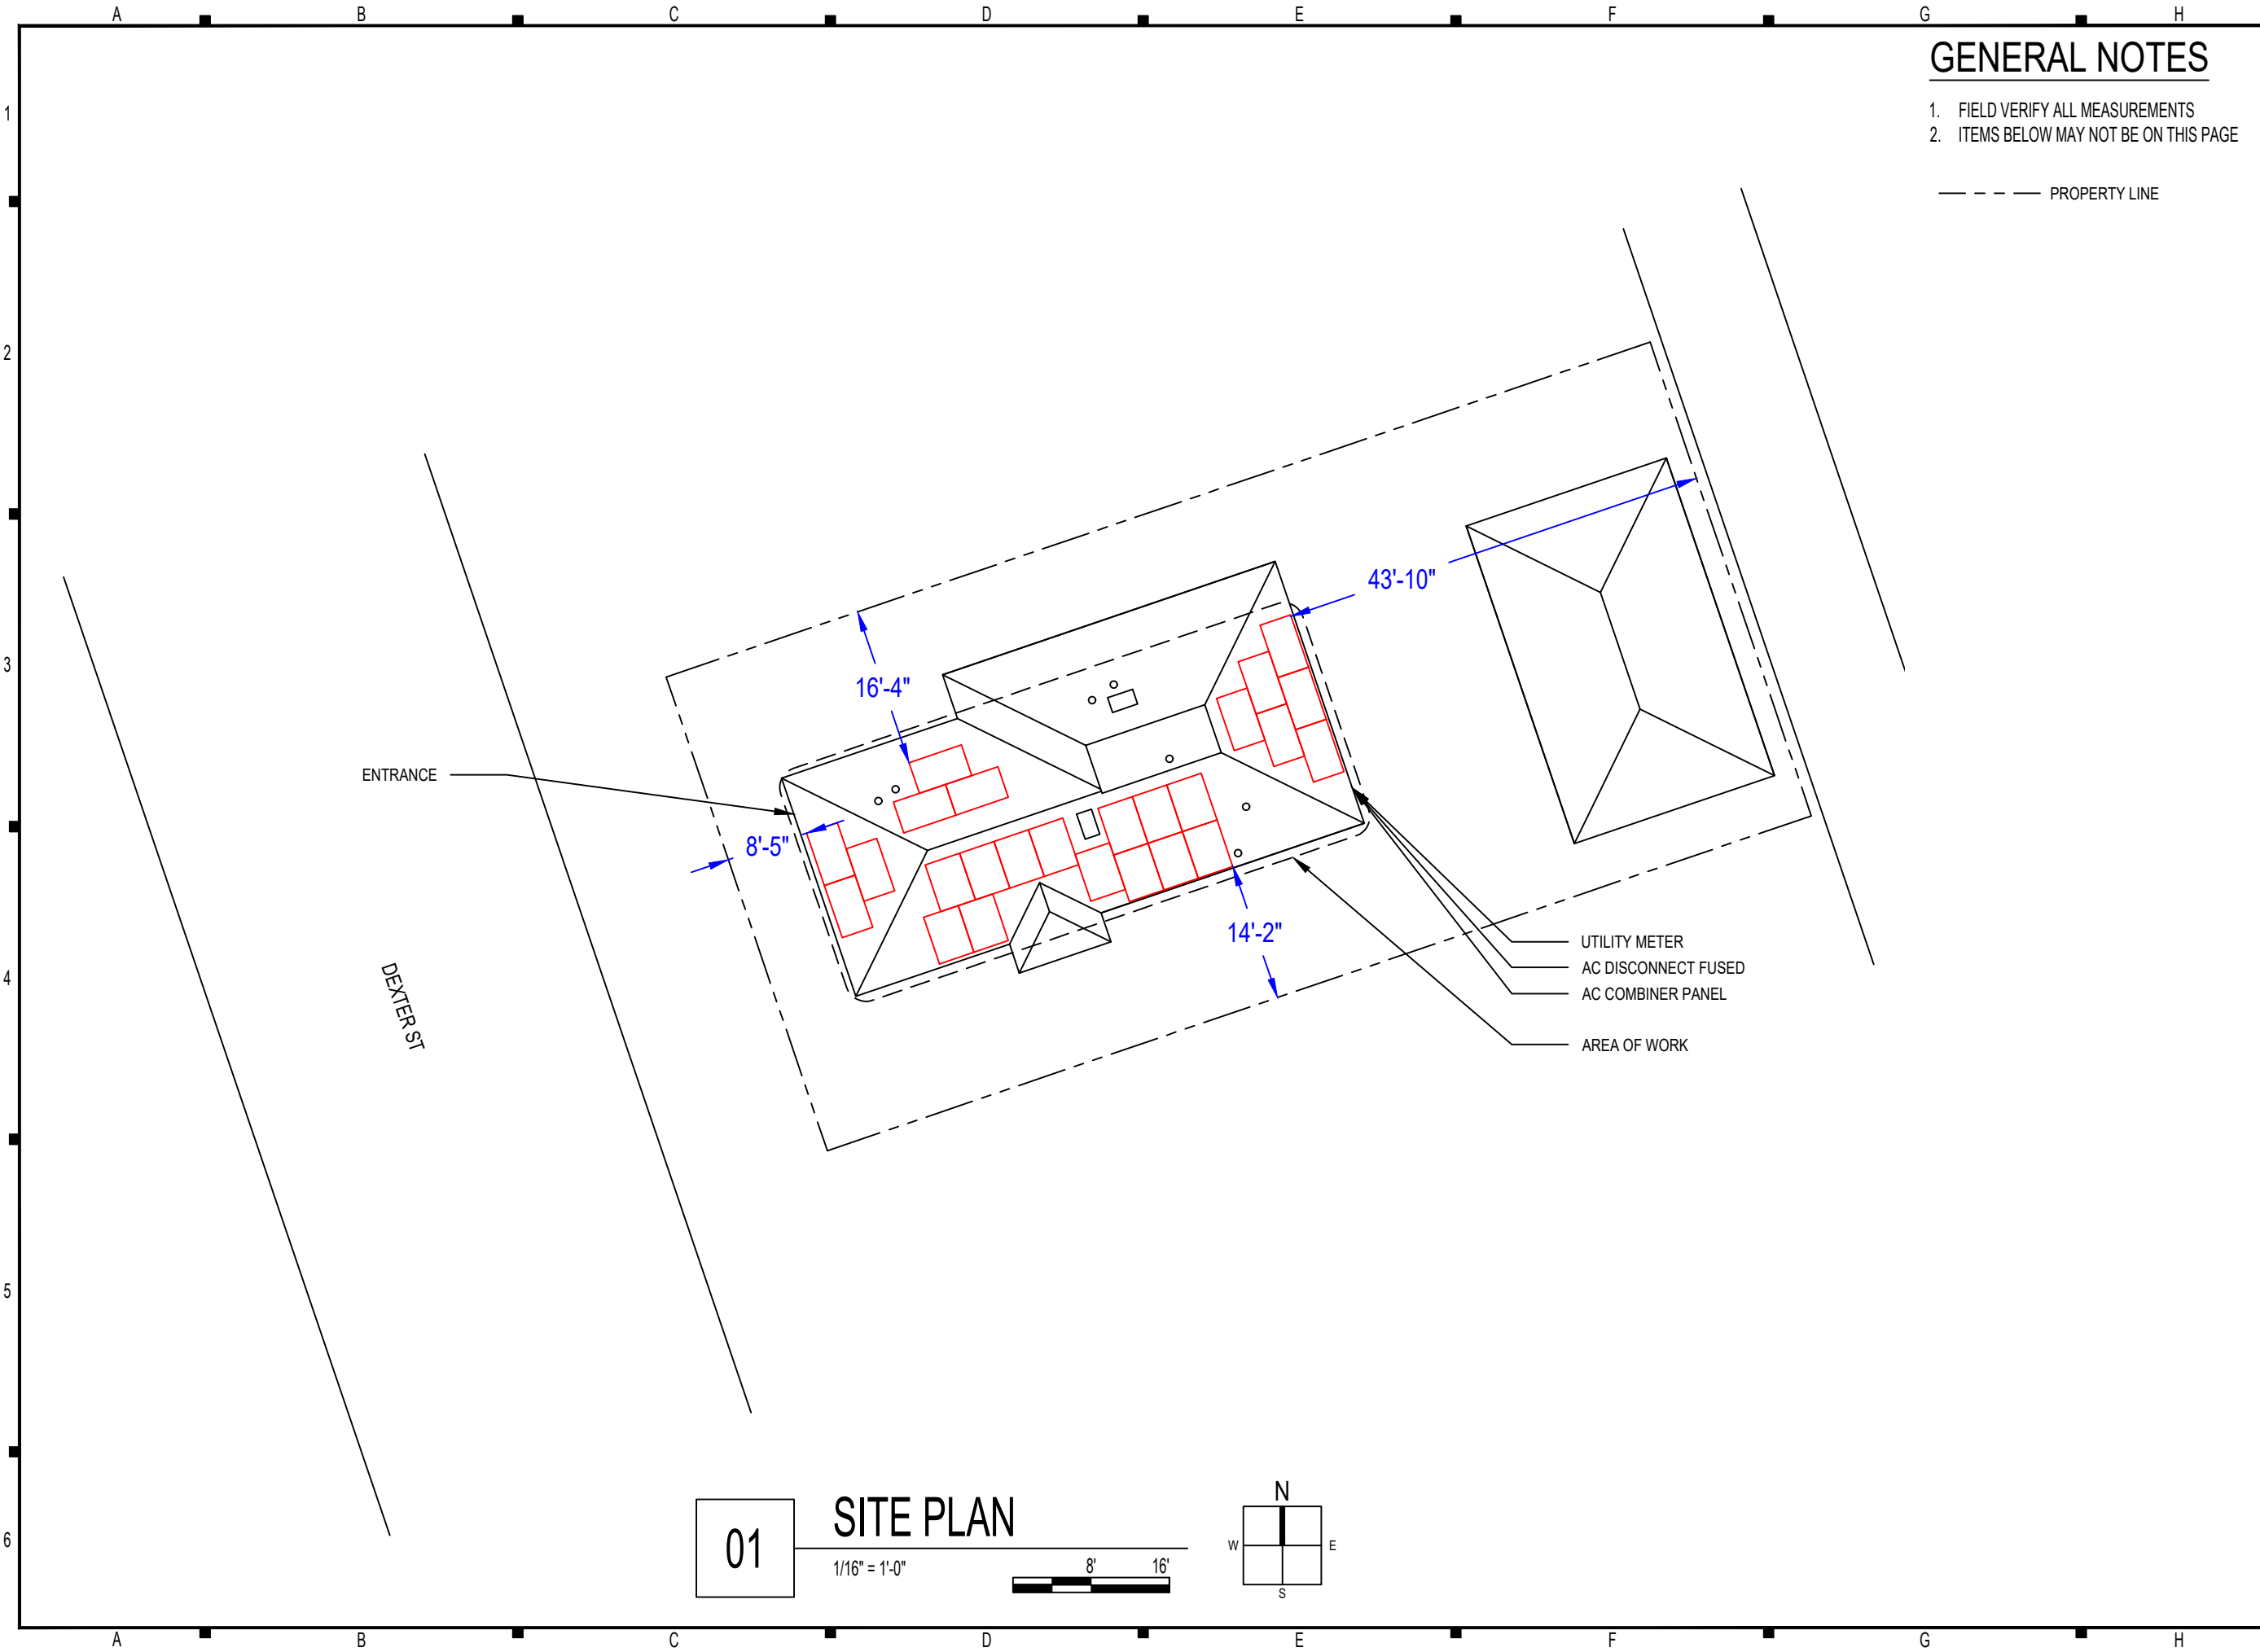 A B C D E F G H
GENERAL NOTES
1. FIELD VERIFY ALL MEASUREMENTS
2. ITEMS BELOW MAY NOT BE ON THIS PAGE
PROPERTY LINE
1
2
3
4
5
6
43'-10"
16'-4"
ENTRANCE
8'-5"
14'-2"
UTILITY METER
AC DISCONNECT FUSED
AC COMBINER PANEL
AREA OF WORK
DEXTER ST
01
SITE PLAN
1/16" = 1'-0"
8' 16'
N
W E
S
A B C D E F G H